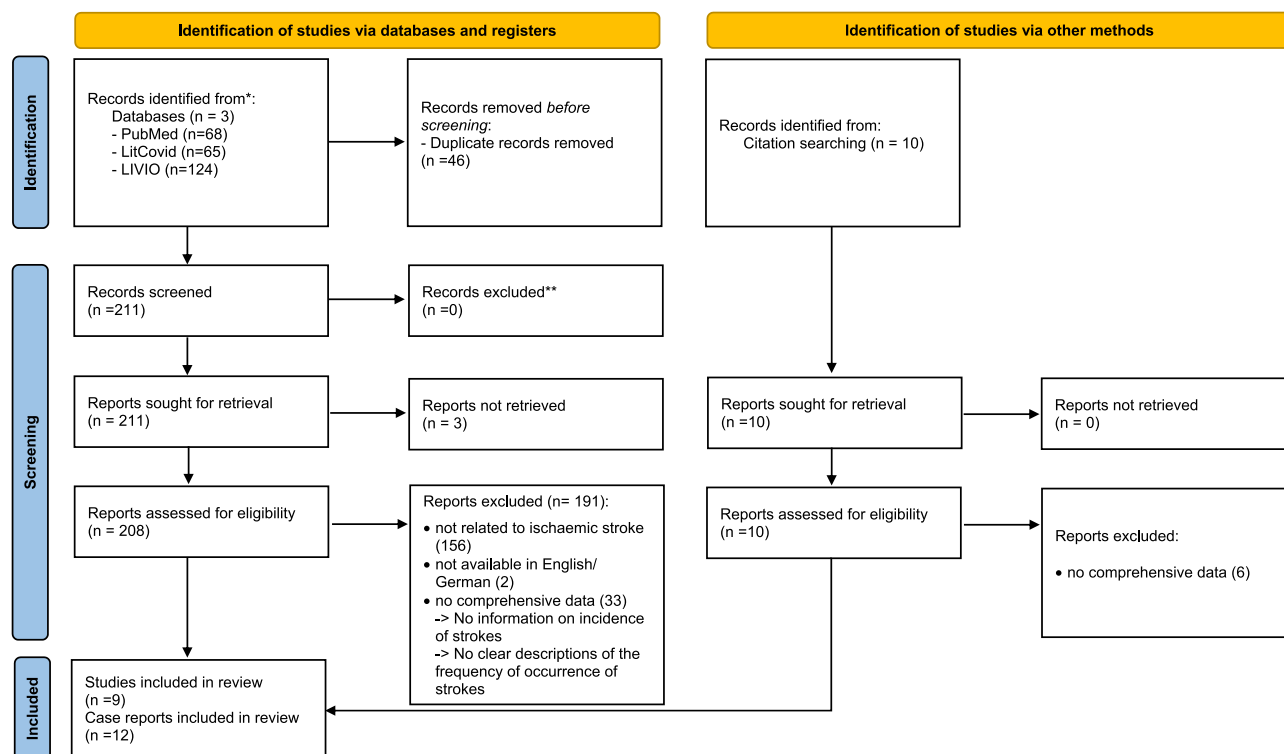 Identification of studies via databases and registers
Identification of studies via other methods
Identification
Records identified from*:
Databases (n = 3)
- PubMed (n=68)
- LitCovid (n=65)
- LIVIO (n=124)
Records removed before
screening:
- Duplicate records removed
(n =46)
Records identified from:
Citation searching (n = 10)
Screening
Records screened
(n =211)
Records excluded**
(n =0)
Reports sought for retrieval
(n = 211)
Reports not retrieved
(n = 3)
Reports sought for retrieval
(n =10)
Reports not retrieved
(n = 0)
Reports assessed for eligibility
(n = 208)
Reports excluded (n= 191):
• not related to ischaemic stroke
(156)
• not available in English/
German (2)
• no comprehensive data (33)
-> No information on incidence
of strokes
-> No clear descriptions of the
frequency of occurrence of
strokes
Reports assessed for eligibility
(n =10)
Reports excluded:
• no comprehensive data (6)
Included
Studies included in review
(n =9)
Case reports included in review
(n =12)